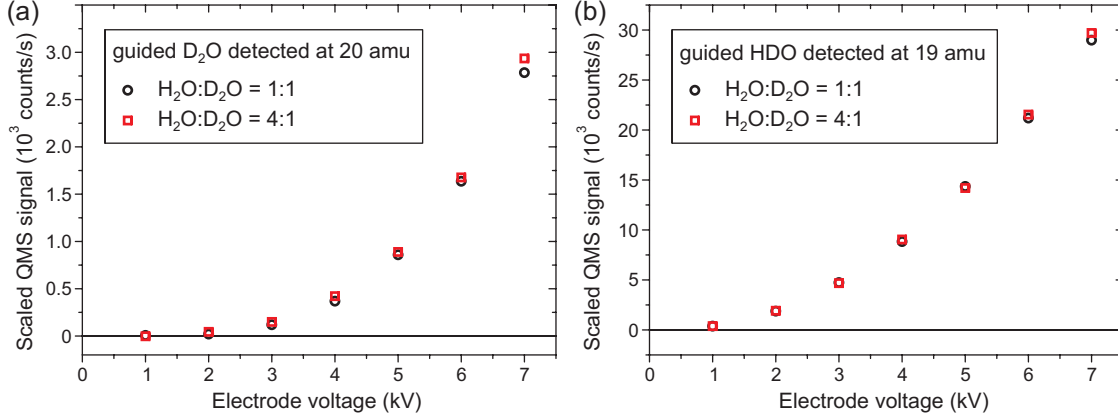 (a)
Scaled QMS signal (10³ counts/s)
3.0
2.5
2.0
1.5
1.0
0.5
0
guided D₂O detected at 20 amu
H₂O:D₂O = 1:1
H₂O:D₂O = 4:1
0 1 2 3 4 5 6 7
Electrode voltage (kV)
(b)
Scaled QMS signal (10³ counts/s)
30
25
20
15
10
5
0
guided HDO detected at 19 amu
H₂O:D₂O = 1:1
H₂O:D₂O = 4:1
0 1 2 3 4 5 6 7
Electrode voltage (kV)